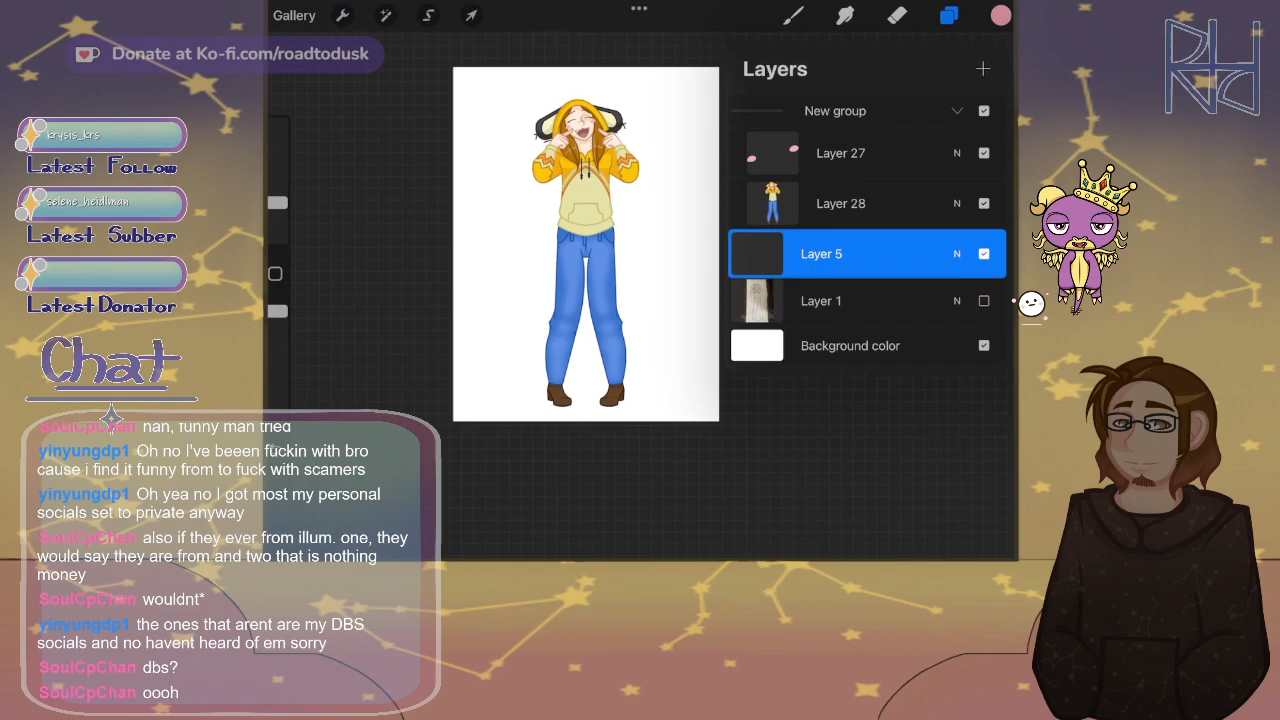 Gallery
Donate at Ko-fi.com/roadtodusk
Layers
New group
Layer 27
N
Layer 28
N
Layer 5
N
Layer 1
N
Background color
krysis_krs
Latest Follow
selene_heidlman
Latest Subber
Latest Donator
Chat
SoulCpChan nan, funny man tried
yinyungdp1 Oh no I've beeen fuckin with bro
cause i find it funny from to fuck with scamers
yinyungdp1 Oh yea no I got most my personal
socials set to private anyway
SoulCpChan also if they ever from illum. one, they
would say they are from and two that is nothing
money
SoulCpChan wouldnt*
yinyungdp1 the ones that arent are my DBS
socials and no havent heard of em sorry
SoulCpChan dbs?
SoulCpChan oooh